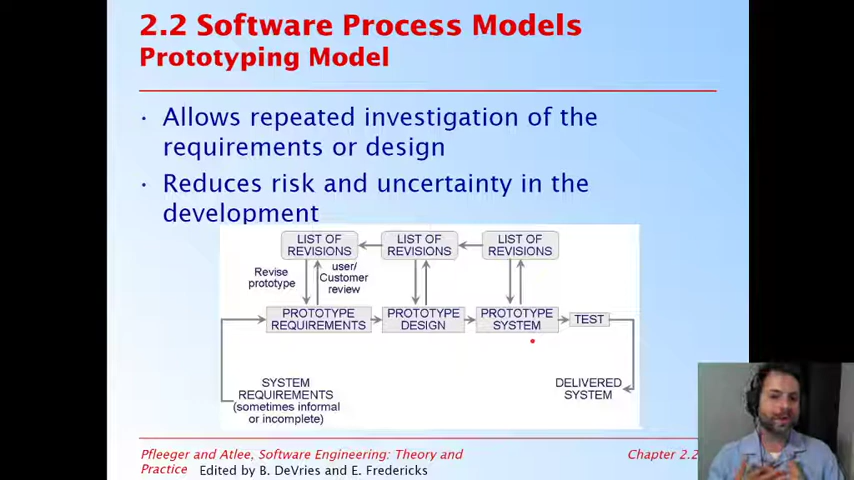 2.2 Software Process Models
Prototyping Model
· Allows repeated investigation of the
requirements or design
· Reduces risk and uncertainty in the
development
LIST OF
REVISIONS
LIST OF
REVISIONS
LIST OF
REVISIONS
Revise
prototype
user/
Customer
review
PROTOTYPE
REQUIREMENTS
PROTOTYPE
DESIGN
PROTOTYPE
SYSTEM
TEST
SYSTEM
REQUIREMENTS
(sometimes informal
or incomplete)
DELIVERED
SYSTEM
Pfleeger and Atlee, Software Engineering: Theory and
Practice Edited by B. DeVries and E. Fredericks
Chapter 2.2